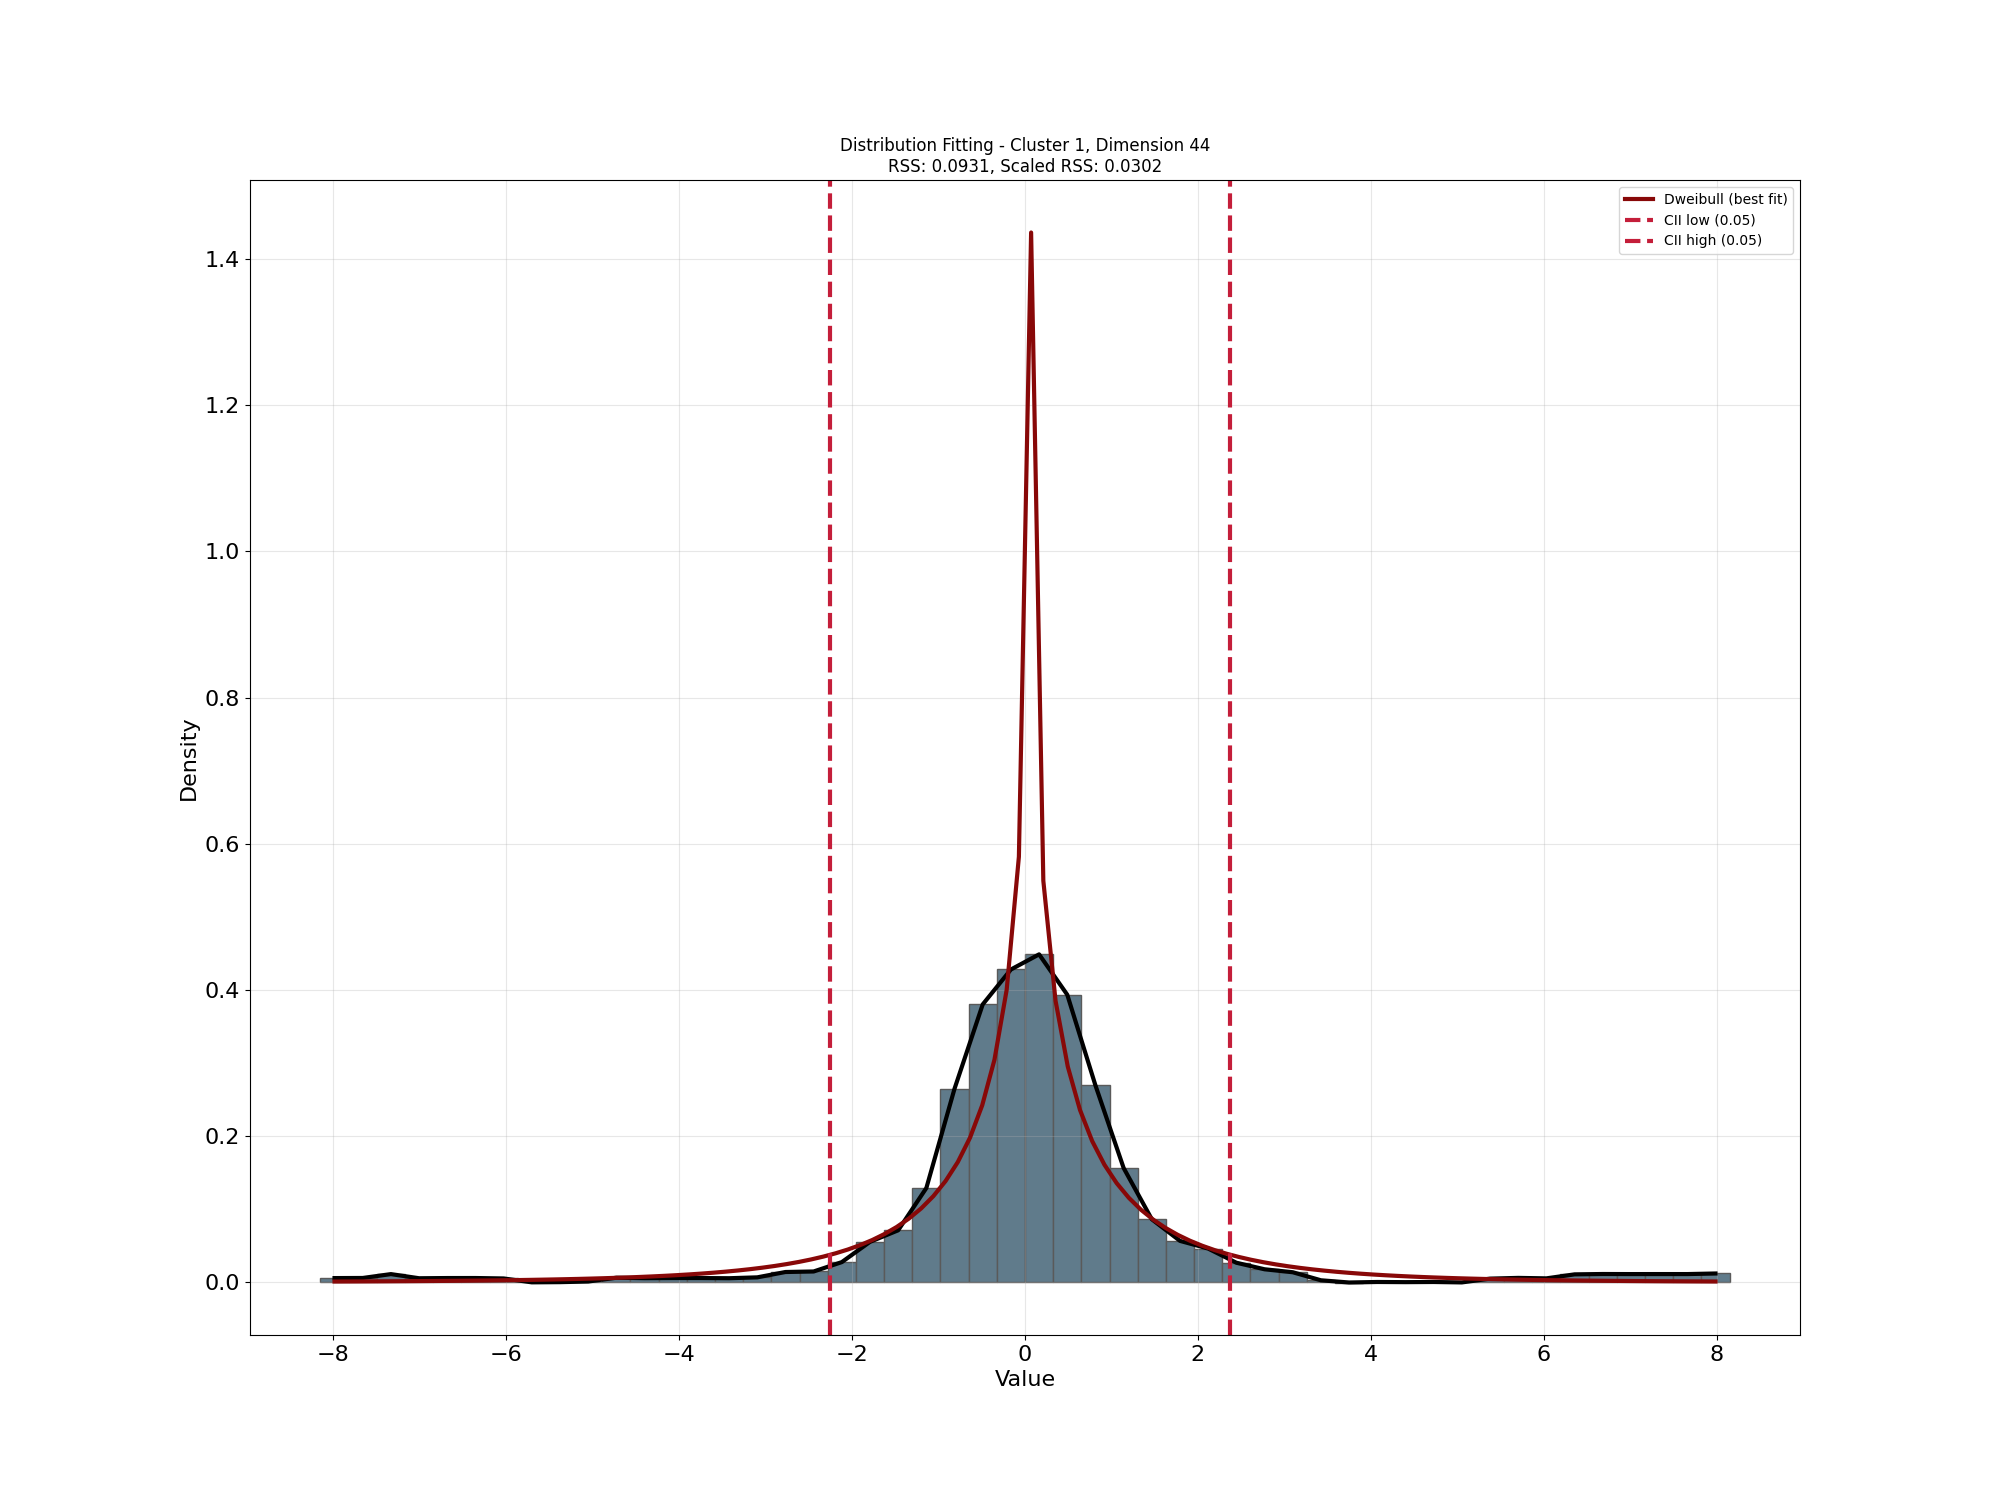 Distribution Fitting - Cluster 1, Dimension 44
RSS: 0.0931, Scaled RSS: 0.0302
Dweibull (best fit)
CII low (0.05)
CII high (0.05)
1.4
1.2
1.0
0.8
0.6
0.4
0.2
0.0
Density
−8 −6 −4 −2 0 2 4 6 8
Value